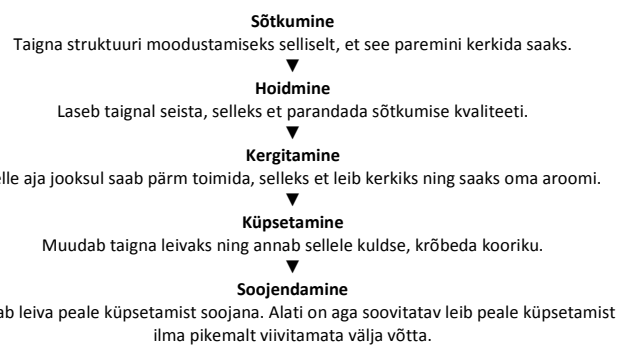 Sõtkumine
Taigna struktuuri moodustamiseks selliselt, et see paremini kerkida saaks.
▼
Hoidmine
Laseb taignal seista, selleks et parandada sõtkumise kvaliteeti.
▼
Kergitamine
aja jooksul saab pärm toimida, selleks et leib kerkiks ning saaks oma aroomi.
▼
Küpsetamine
Muudab taigna leivaks ning annab sellele kuldse, krõbeda kooriku.
▼
Soojendamine
leiva peale küpsetamist soojana. Alati on aga soovitatav leib peale küpsetamist
ilma pikemalt viivitamata välja võtta.